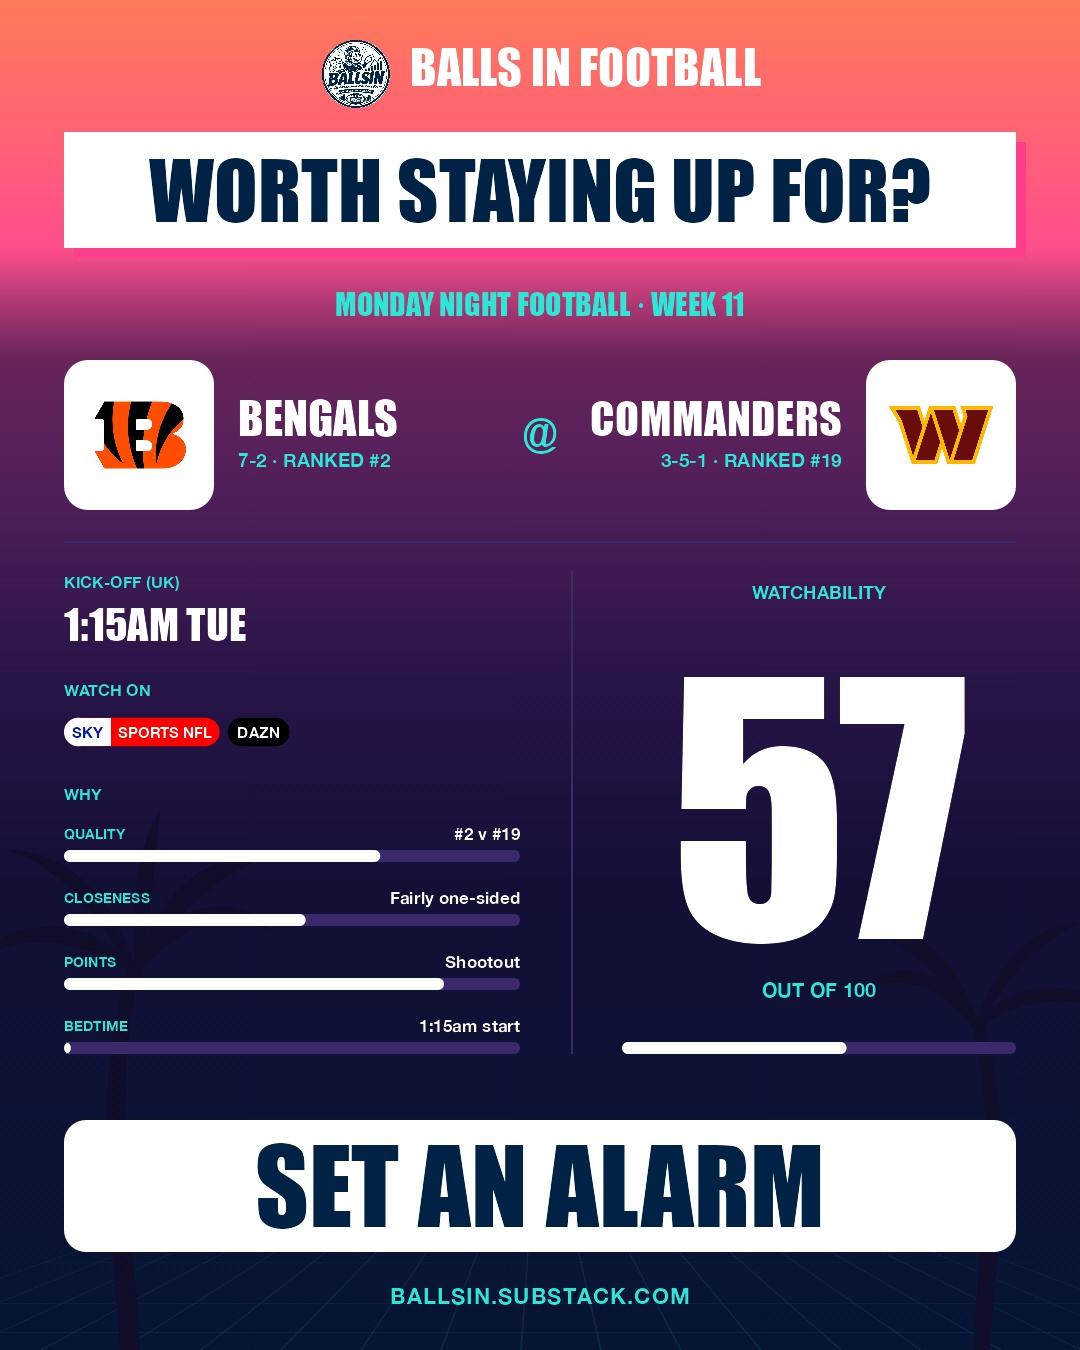 BALLSIN
BALLS IN FOOTBALL
WORTH STAYING UP FOR?
MONDAY NIGHT FOOTBALL · WEEK 11
BENGALS
7-2 · RANKED #2
@
COMMANDERS
3-5-1 · RANKED #19
KICK-OFF (UK)
1:15AM TUE
WATCH ON
SKY SPORTS NFL DAZN
WHY
QUALITY #2 v #19
CLOSENESS Fairly one-sided
POINTS Shootout
BEDTIME 1:15am start
WATCHABILITY
57
OUT OF 100
SET AN ALARM
BALLSIN.SUBSTACK.COM